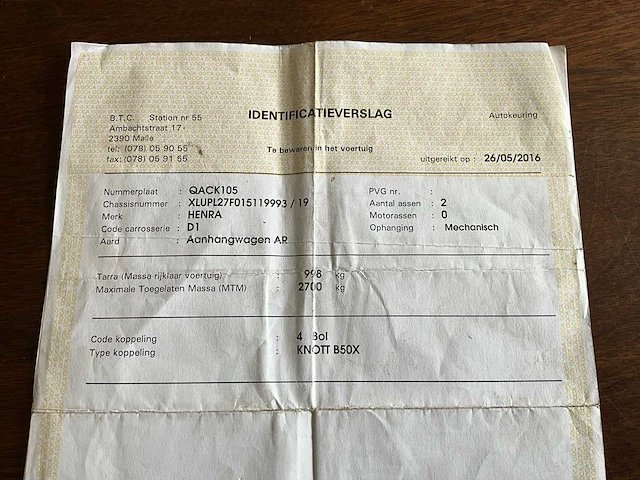 IDENTIFICATIEVERSLAG
B.T.C. Station nr 55
Ambachtstraat 17
2390 Malle
tel: (078) 05 90 55
fax: (078) 05 91 55
Autokeuring
Te bewaren in het voertuig
uitgereikt op : 26/05/2016
Nummerplaat : QACK105
Chassisnummer : XLUPL27F015119993 / 19
Merk : HENRA
Code carrosserie : D1
Aard : Aanhangwagen AR
PVG nr. :
Aantal assen : 2
Motorassen : 0
Ophanging : Mechanisch
Tarra (Massa rijklaar voertuig) : 998 kg
Maximale Toegelaten Massa (MTM) : 2700 kg
Code koppeling : 4 Bol
Type koppeling : KNOTT B50X